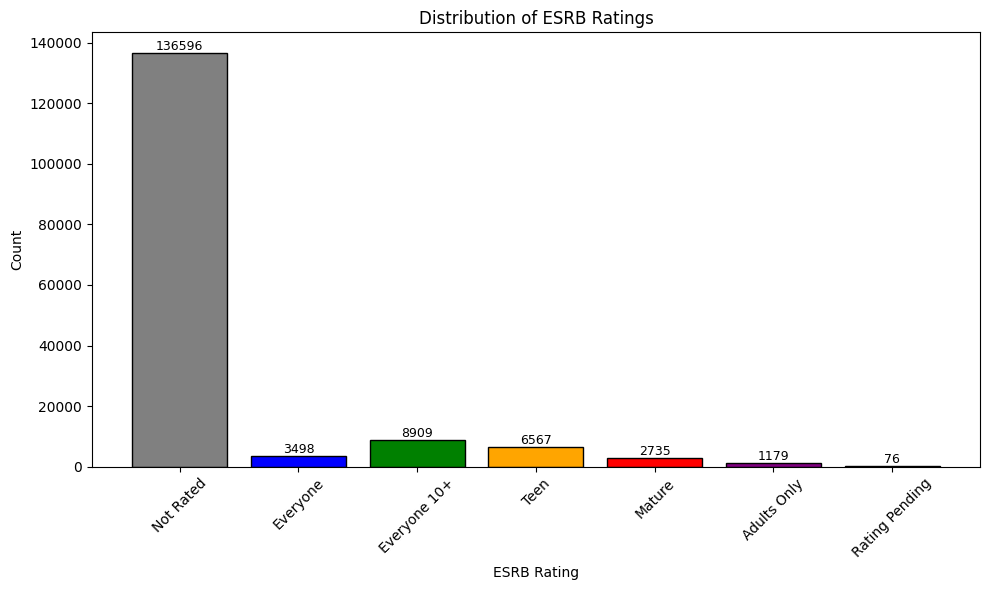 Distribution of ESRB Ratings
140000
120000
100000
80000
60000
40000
20000
0
Count
136596
3498
8909
6567
2735
1179
76
Not Rated
Everyone
Everyone 10+
Teen
Mature
Adults Only
Rating Pending
ESRB Rating